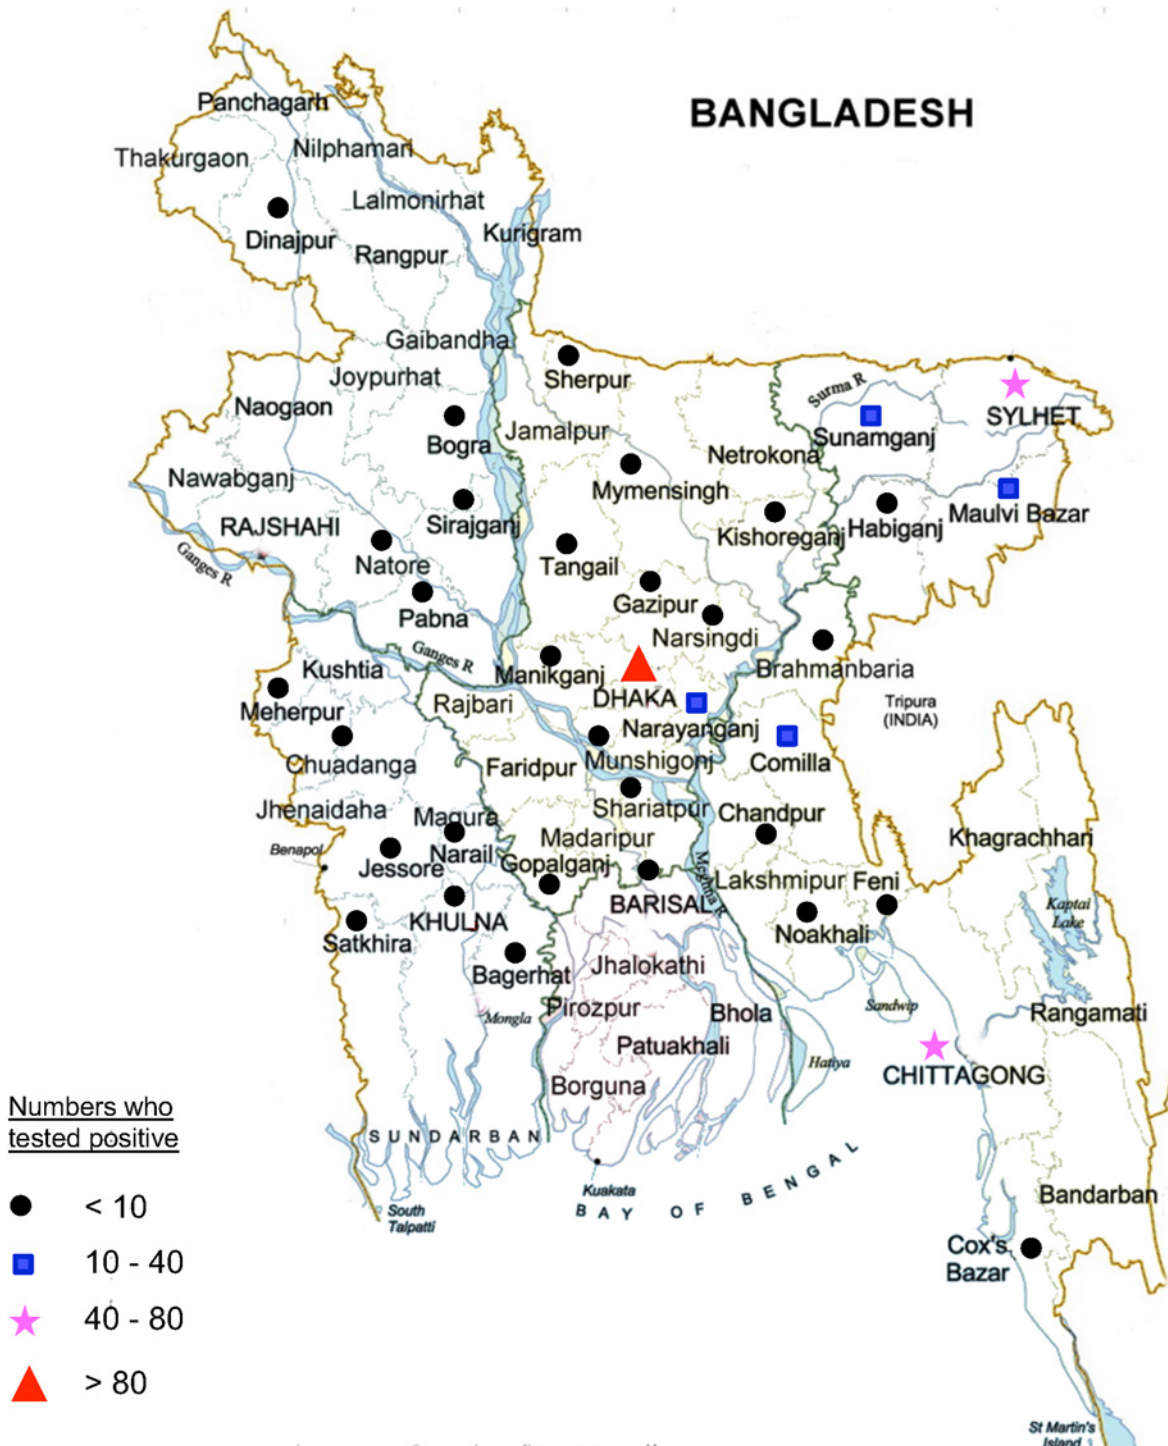 BANGLADESH
Panchagarh
Thakurgaon
Nilphamari
Lalmonirhat
Dinajpur
Kurigram
Rangpur
Gaibandha
Joypurhat
Sherpur
Surma R
Naogaon
SYLHET
Bogra
Jamalpur
Sunamganj
Netrokona
Nawabganj
Mymensingh
Maulvi Bazar
RAJSHAHI
Sirajganj
Kishoreganj
Habiganj
Ganges R
Natore
Tangail
Gazipur
Pabna
Narsingdi
Ganges R
Kushtia
Manikganj
Brahmanbaria
Meherpur
Rajbari
DHAKA
Tripura
(INDIA)
Narayanganj
Chuadanga
Faridpur
Munshigonj
Comilla
Jhenaidaha
Magura
Shariatpur
Chandpur
Madaripur
Khagrachhari
Benapol
Narail
Jessore
Gopalganj
Meghna R
Lakshmipur
Feni
KHULNA
BARISAL
Kaptai
Lake
Satkhira
Noakhali
Bagerhat
Jhalokathi
Pirozpur
Mongla
Bhola
Sandwip
Rangamati
Patuakhali
Hatiya
CHITTAGONG
Borguna
SUNDARBAN
Kuakata
BAY OF BENGAL
South
Talpatti
Bandarban
Cox's
Bazar
St Martin's
Island
Numbers who
tested positive
< 10
10 - 40
40 - 80
> 80